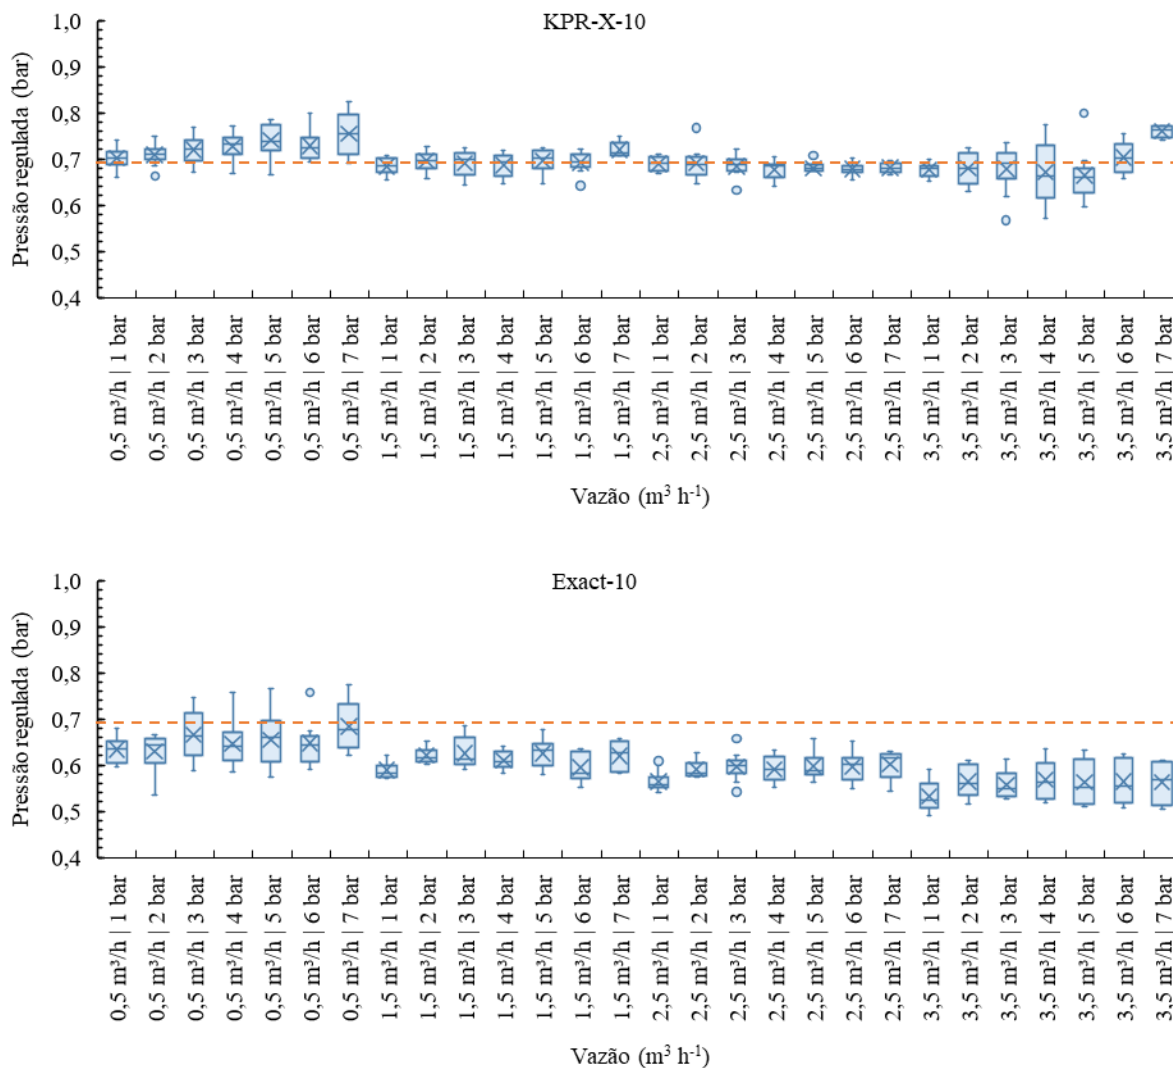 KPR-X-10
Pressão regulada (bar)
1,0
0,9
0,8
0,7
0,6
0,5
0,4
0,5 m³/h | 1 bar
0,5 m³/h | 2 bar
0,5 m³/h | 3 bar
0,5 m³/h | 4 bar
0,5 m³/h | 5 bar
0,5 m³/h | 6 bar
0,5 m³/h | 7 bar
1,5 m³/h | 1 bar
1,5 m³/h | 2 bar
1,5 m³/h | 3 bar
1,5 m³/h | 4 bar
1,5 m³/h | 5 bar
1,5 m³/h | 6 bar
1,5 m³/h | 7 bar
2,5 m³/h | 1 bar
2,5 m³/h | 2 bar
2,5 m³/h | 3 bar
2,5 m³/h | 4 bar
2,5 m³/h | 5 bar
2,5 m³/h | 6 bar
2,5 m³/h | 7 bar
3,5 m³/h | 1 bar
3,5 m³/h | 2 bar
3,5 m³/h | 3 bar
3,5 m³/h | 4 bar
3,5 m³/h | 5 bar
3,5 m³/h | 6 bar
3,5 m³/h | 7 bar
Vazão (m³ h⁻¹)
Exact-10
Pressão regulada (bar)
1,0
0,9
0,8
0,7
0,6
0,5
0,4
0,5 m³/h | 1 bar
0,5 m³/h | 2 bar
0,5 m³/h | 3 bar
0,5 m³/h | 4 bar
0,5 m³/h | 5 bar
0,5 m³/h | 6 bar
0,5 m³/h | 7 bar
1,5 m³/h | 1 bar
1,5 m³/h | 2 bar
1,5 m³/h | 3 bar
1,5 m³/h | 4 bar
1,5 m³/h | 5 bar
1,5 m³/h | 6 bar
1,5 m³/h | 7 bar
2,5 m³/h | 1 bar
2,5 m³/h | 2 bar
2,5 m³/h | 3 bar
2,5 m³/h | 4 bar
2,5 m³/h | 5 bar
2,5 m³/h | 6 bar
2,5 m³/h | 7 bar
3,5 m³/h | 1 bar
3,5 m³/h | 2 bar
3,5 m³/h | 3 bar
3,5 m³/h | 4 bar
3,5 m³/h | 5 bar
3,5 m³/h | 6 bar
3,5 m³/h | 7 bar
Vazão (m³ h⁻¹)